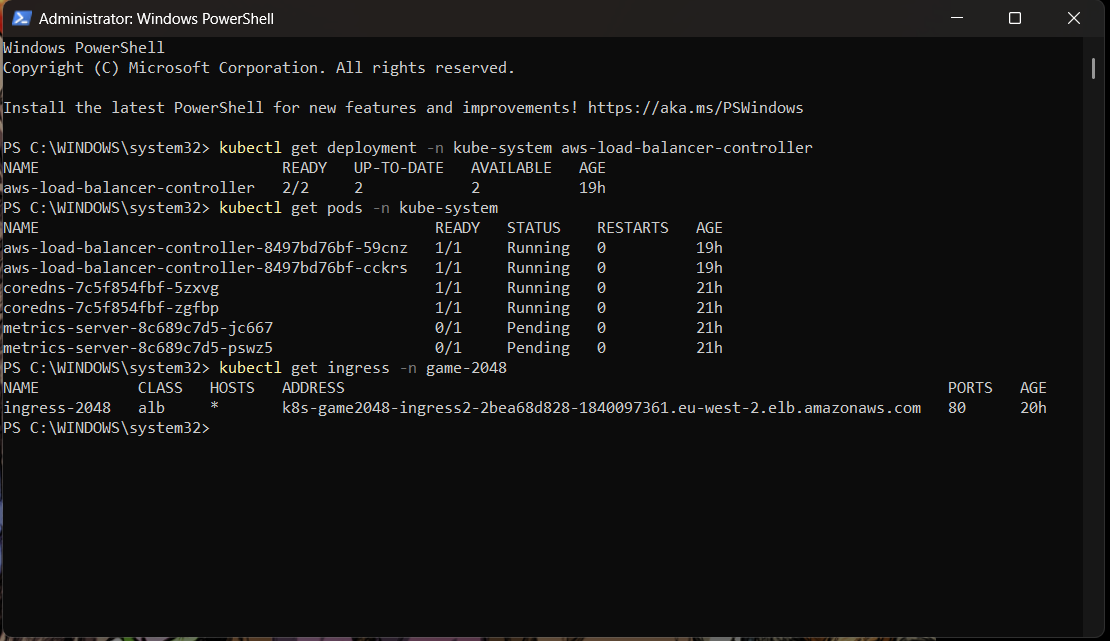 Administrator: Windows PowerShell
Windows PowerShell
Copyright (C) Microsoft Corporation. All rights reserved.
Install the latest PowerShell for new features and improvements! https://aka.ms/PSWindows
PS C:\WINDOWS\system32> kubectl get deployment -n kube-system aws-load-balancer-controller
NAME READY UP-TO-DATE AVAILABLE AGE
aws-load-balancer-controller 2/2 2 2 19h
PS C:\WINDOWS\system32> kubectl get pods -n kube-system
NAME READY STATUS RESTARTS AGE
aws-load-balancer-controller-8497bd76bf-59cnz 1/1 Running 0 19h
aws-load-balancer-controller-8497bd76bf-cckrs 1/1 Running 0 19h
coredns-7c5f854fbf-5zxvg 1/1 Running 0 21h
coredns-7c5f854fbf-zgfbp 1/1 Running 0 21h
metrics-server-8c689c7d5-jc667 0/1 Pending 0 21h
metrics-server-8c689c7d5-pswz5 0/1 Pending 0 21h
PS C:\WINDOWS\system32> kubectl get ingress -n game-2048
NAME CLASS HOSTS ADDRESS PORTS AGE
ingress-2048 alb * k8s-game2048-ingress2-2bea68d828-1840097361.eu-west-2.elb.amazonaws.com 80 20h
PS C:\WINDOWS\system32>